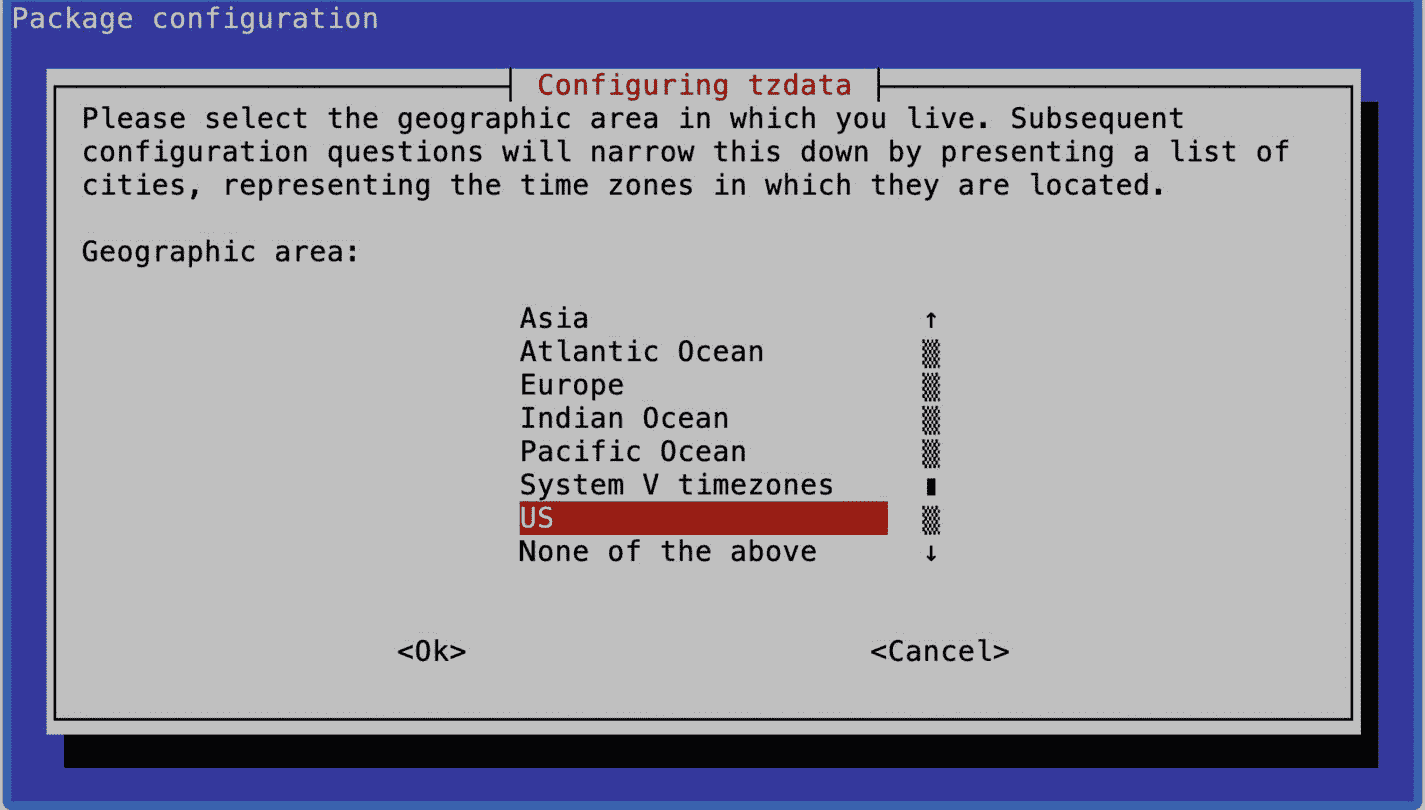 Package configuration
Configuring tzdata
Please select the geographic area in which you live. Subsequent
configuration questions will narrow this down by presenting a list of
cities, representing the time zones in which they are located.
Geographic area:
Asia
Atlantic Ocean
Europe
Indian Ocean
Pacific Ocean
System V timezones
US
None of the above
<Ok> <Cancel>